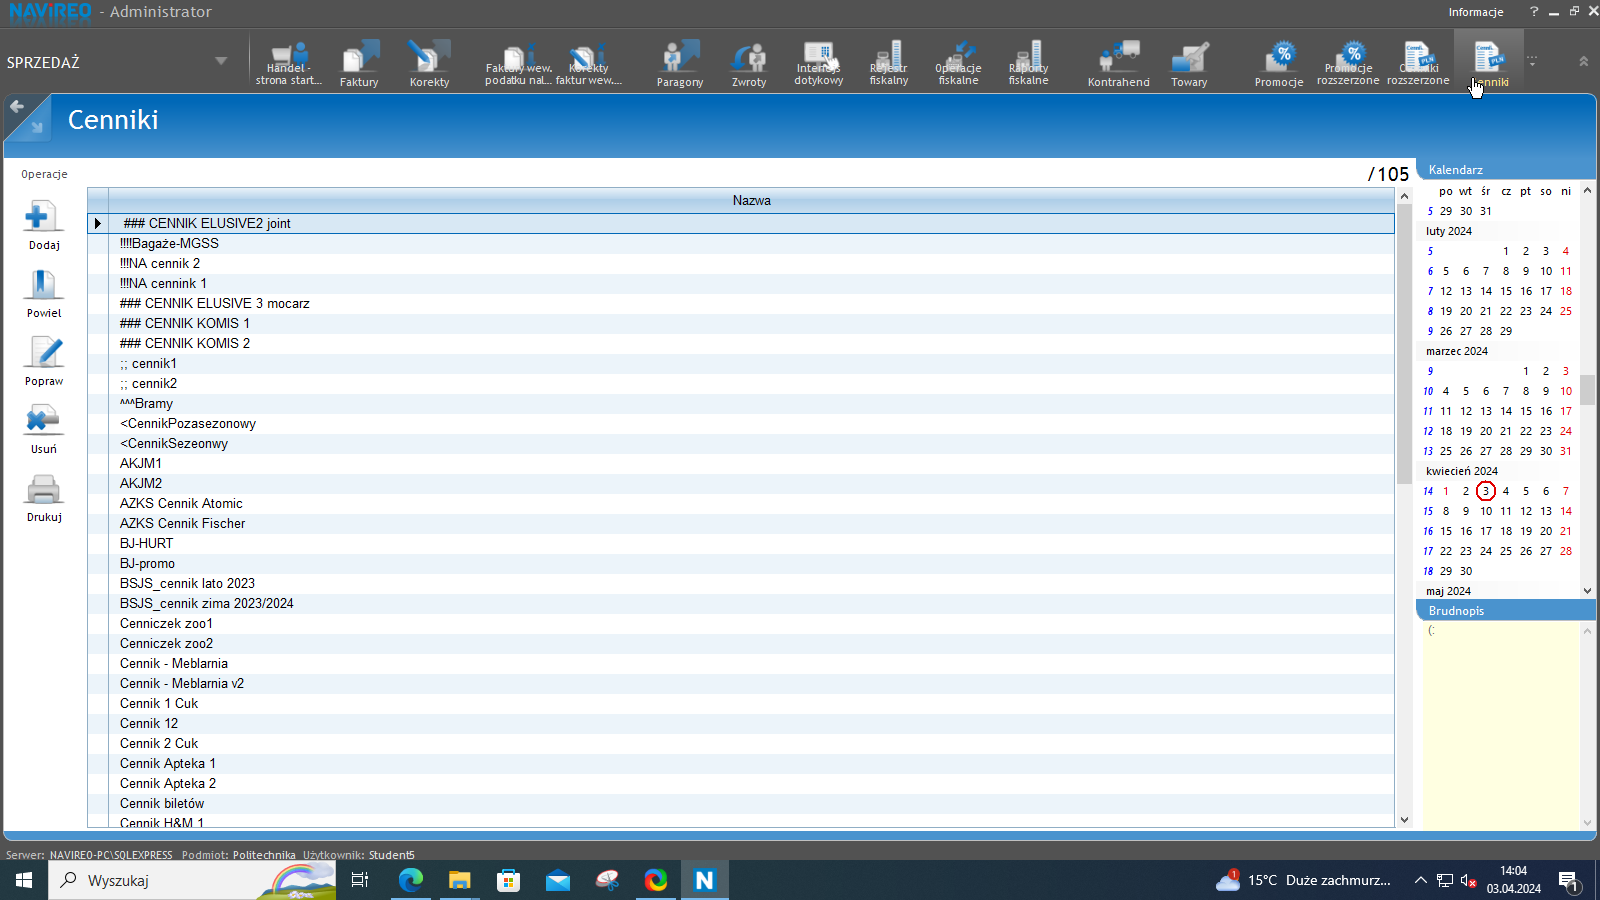 NAVIREO - Administrator
Informacje
?
SPRZEDAŻ
Handel -
strona start...
Faktury
Korekty
Faktury wew.
podatku nal...
Korekty
faktur wew....
Paragony
Zwroty
Interfejs
dotykowy
Rejestr
fiskalny
Operacje
fiskalne
Raporty
fiskalne
Kontrahend
Towary
Promocje
Promocje
rozszerzone
Cenniki
rozszerzone
Cenniki
Cenniki
Operacje
Dodaj
Powiel
Popraw
Usuń
Drukuj
/105
Nazwa
### CENNIK ELUSIVE2 joint
!!!!Bagaże-MGSS
!!!NA cennik 2
!!!NA cennink 1
### CENNIK ELUSIVE 3 mocarz
### CENNIK KOMIS 1
### CENNIK KOMIS 2
;; cennik1
;; cennik2
^^^Bramy
<CennikPozasezonowy
<CennikSezeonwy
AKJM1
AKJM2
AZKS Cennik Atomic
AZKS Cennik Fischer
BJ-HURT
BJ-promo
BSJS_cennik lato 2023
BSJS_cennik zima 2023/2024
Cenniczek zoo1
Cenniczek zoo2
Cennik - Meblarnia
Cennik - Meblarnia v2
Cennik 1 Cuk
Cennik 12
Cennik 2 Cuk
Cennik Apteka 1
Cennik Apteka 2
Cennik biletów
Cennik H&M 1
Kalendarz
po wt śr cz pt so ni
5 29 30 31
luty 2024
5 1 2 3 4
6 5 6 7 8 9 10 11
7 12 13 14 15 16 17 18
8 19 20 21 22 23 24 25
9 26 27 28 29
marzec 2024
9 1 2 3
10 4 5 6 7 8 9 10
11 11 12 13 14 15 16 17
12 18 19 20 21 22 23 24
13 25 26 27 28 29 30 31
kwiecień 2024
14 1 2 3 4 5 6 7
15 8 9 10 11 12 13 14
16 15 16 17 18 19 20 21
17 22 23 24 25 26 27 28
18 29 30
maj 2024
Brudnopis
(:
Serwer: NAVIREO-PC\SQLEXPRESS Podmiot: Politechnika Użytkownik: Student5
Wyszukaj
N
1
15°C Duże zachmurz...
14:04
03.04.2024
1